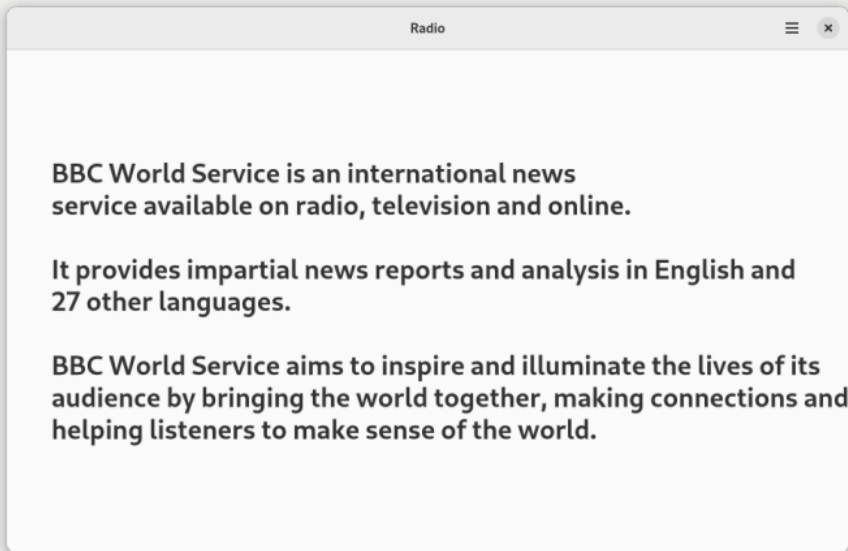 Radio
BBC World Service is an international news
service available on radio, television and online.
It provides impartial news reports and analysis in English and
27 other languages.
BBC World Service aims to inspire and illuminate the lives of its
audience by bringing the world together, making connections and
helping listeners to make sense of the world.